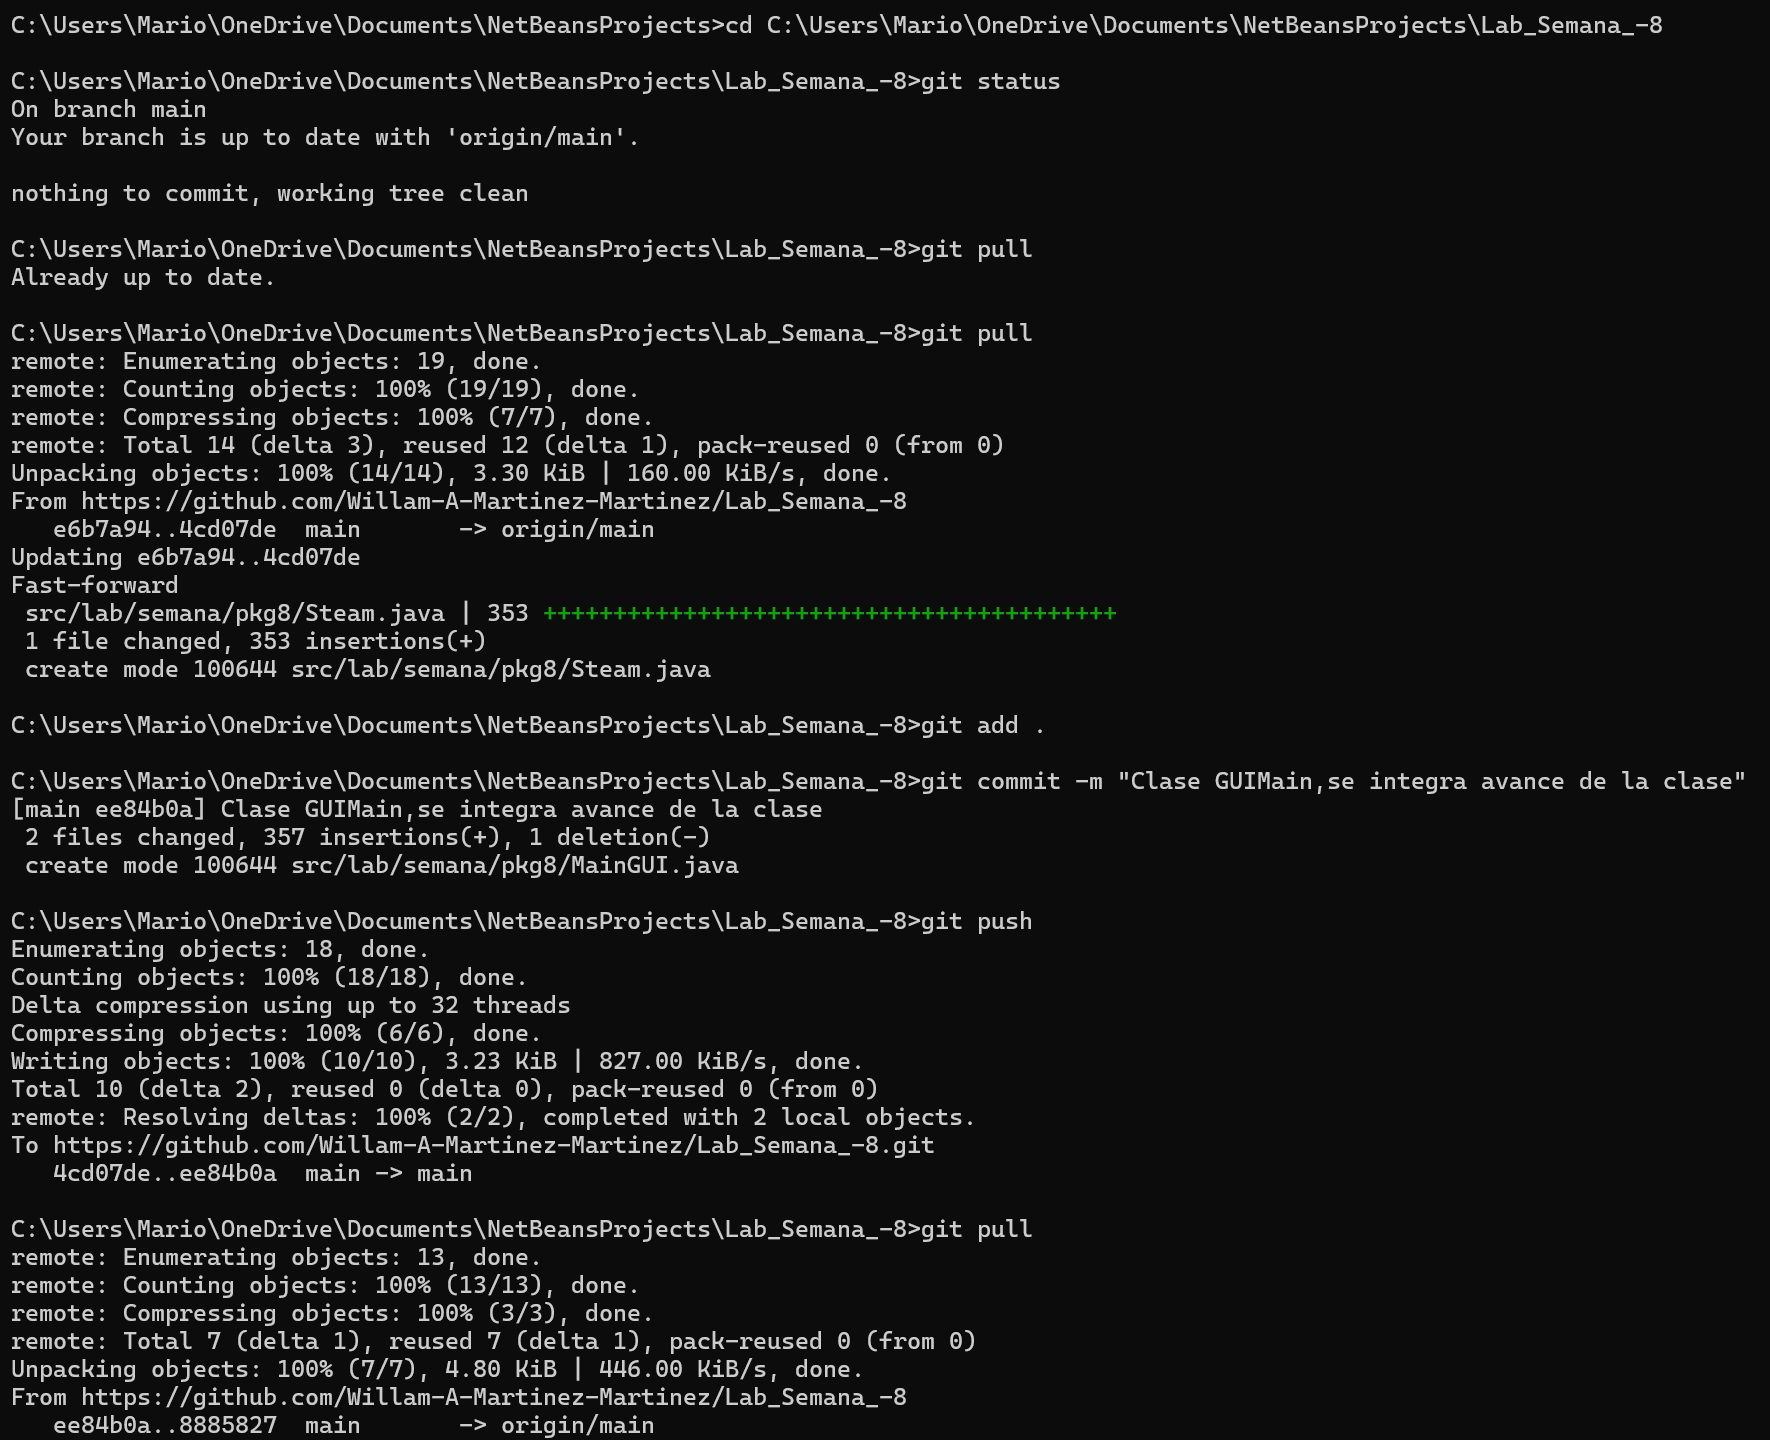 C:\Users\Mario\OneDrive\Documents\NetBeansProjects>cd C:\Users\Mario\OneDrive\Documents\NetBeansProjects\Lab_Semana_-8
C:\Users\Mario\OneDrive\Documents\NetBeansProjects\Lab_Semana_-8>git status
On branch main
Your branch is up to date with 'origin/main'.
nothing to commit, working tree clean
C:\Users\Mario\OneDrive\Documents\NetBeansProjects\Lab_Semana_-8>git pull
Already up to date.
C:\Users\Mario\OneDrive\Documents\NetBeansProjects\Lab_Semana_-8>git pull
remote: Enumerating objects: 19, done.
remote: Counting objects: 100% (19/19), done.
remote: Compressing objects: 100% (7/7), done.
remote: Total 14 (delta 3), reused 12 (delta 1), pack-reused 0 (from 0)
Unpacking objects: 100% (14/14), 3.30 KiB | 160.00 KiB/s, done.
From https://github.com/Willam-A-Martinez-Martinez/Lab_Semana_-8
   e6b7a94..4cd07de  main       -> origin/main
Updating e6b7a94..4cd07de
Fast-forward
 src/lab/semana/pkg8/Steam.java | 353 +++++++++++++++++++++++++++++++++++++++++
 1 file changed, 353 insertions(+)
 create mode 100644 src/lab/semana/pkg8/Steam.java
C:\Users\Mario\OneDrive\Documents\NetBeansProjects\Lab_Semana_-8>git add .
C:\Users\Mario\OneDrive\Documents\NetBeansProjects\Lab_Semana_-8>git commit -m "Clase GUIMain,se integra avance de la clase"
[main ee84b0a] Clase GUIMain,se integra avance de la clase
 2 files changed, 357 insertions(+), 1 deletion(-)
 create mode 100644 src/lab/semana/pkg8/MainGUI.java
C:\Users\Mario\OneDrive\Documents\NetBeansProjects\Lab_Semana_-8>git push
Enumerating objects: 18, done.
Counting objects: 100% (18/18), done.
Delta compression using up to 32 threads
Compressing objects: 100% (6/6), done.
Writing objects: 100% (10/10), 3.23 KiB | 827.00 KiB/s, done.
Total 10 (delta 2), reused 0 (delta 0), pack-reused 0 (from 0)
remote: Resolving deltas: 100% (2/2), completed with 2 local objects.
To https://github.com/Willam-A-Martinez-Martinez/Lab_Semana_-8.git
   4cd07de..ee84b0a  main -> main
C:\Users\Mario\OneDrive\Documents\NetBeansProjects\Lab_Semana_-8>git pull
remote: Enumerating objects: 13, done.
remote: Counting objects: 100% (13/13), done.
remote: Compressing objects: 100% (3/3), done.
remote: Total 7 (delta 1), reused 7 (delta 1), pack-reused 0 (from 0)
Unpacking objects: 100% (7/7), 4.80 KiB | 446.00 KiB/s, done.
From https://github.com/Willam-A-Martinez-Martinez/Lab_Semana_-8
   ee84b0a..8885827  main       -> origin/main